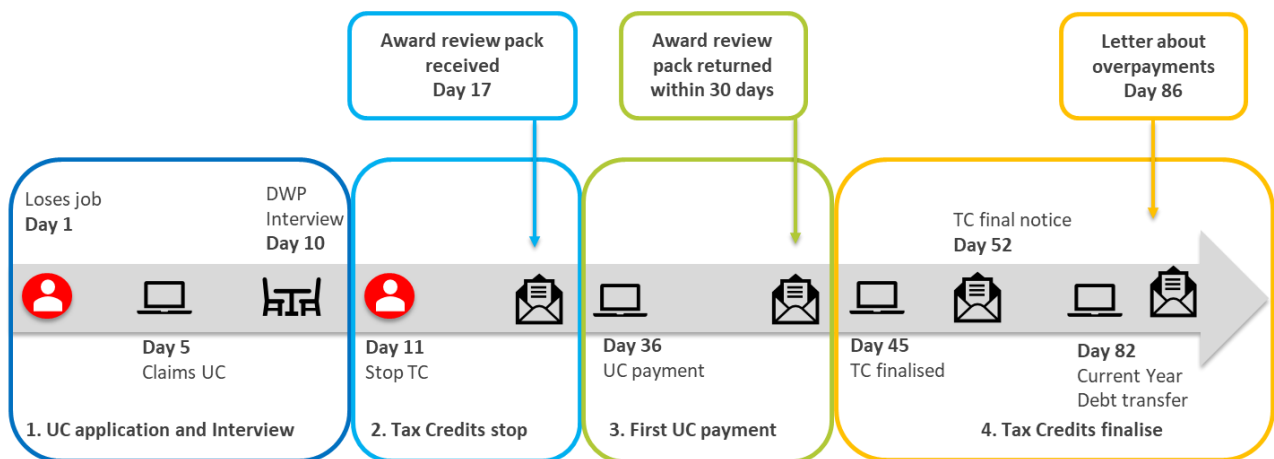 Award review pack
received
Day 17
Award review
pack returned
within 30 days
Letter about
overpayments
Day 86
Loses job
Day 1
DWP
Interview
Day 10
TC final notice
Day 52
Day 5
Claims UC
Day 11
Stop TC
Day 36
UC payment
Day 45
TC finalised
Day 82
Current Year
Debt transfer
1. UC application and Interview
2. Tax Credits stop
3. First UC payment
4. Tax Credits finalise